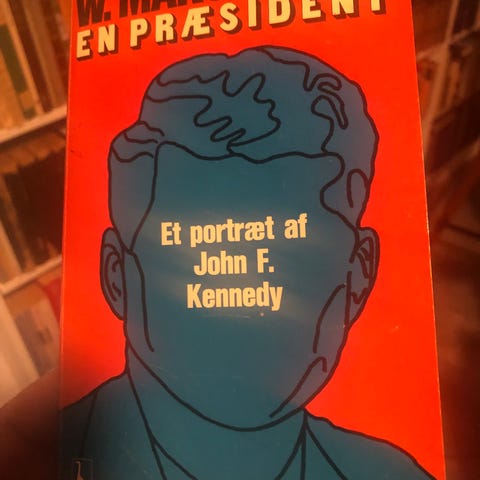 W.
EN PRÆSIDENT
Et portræt af
John F.
Kennedy